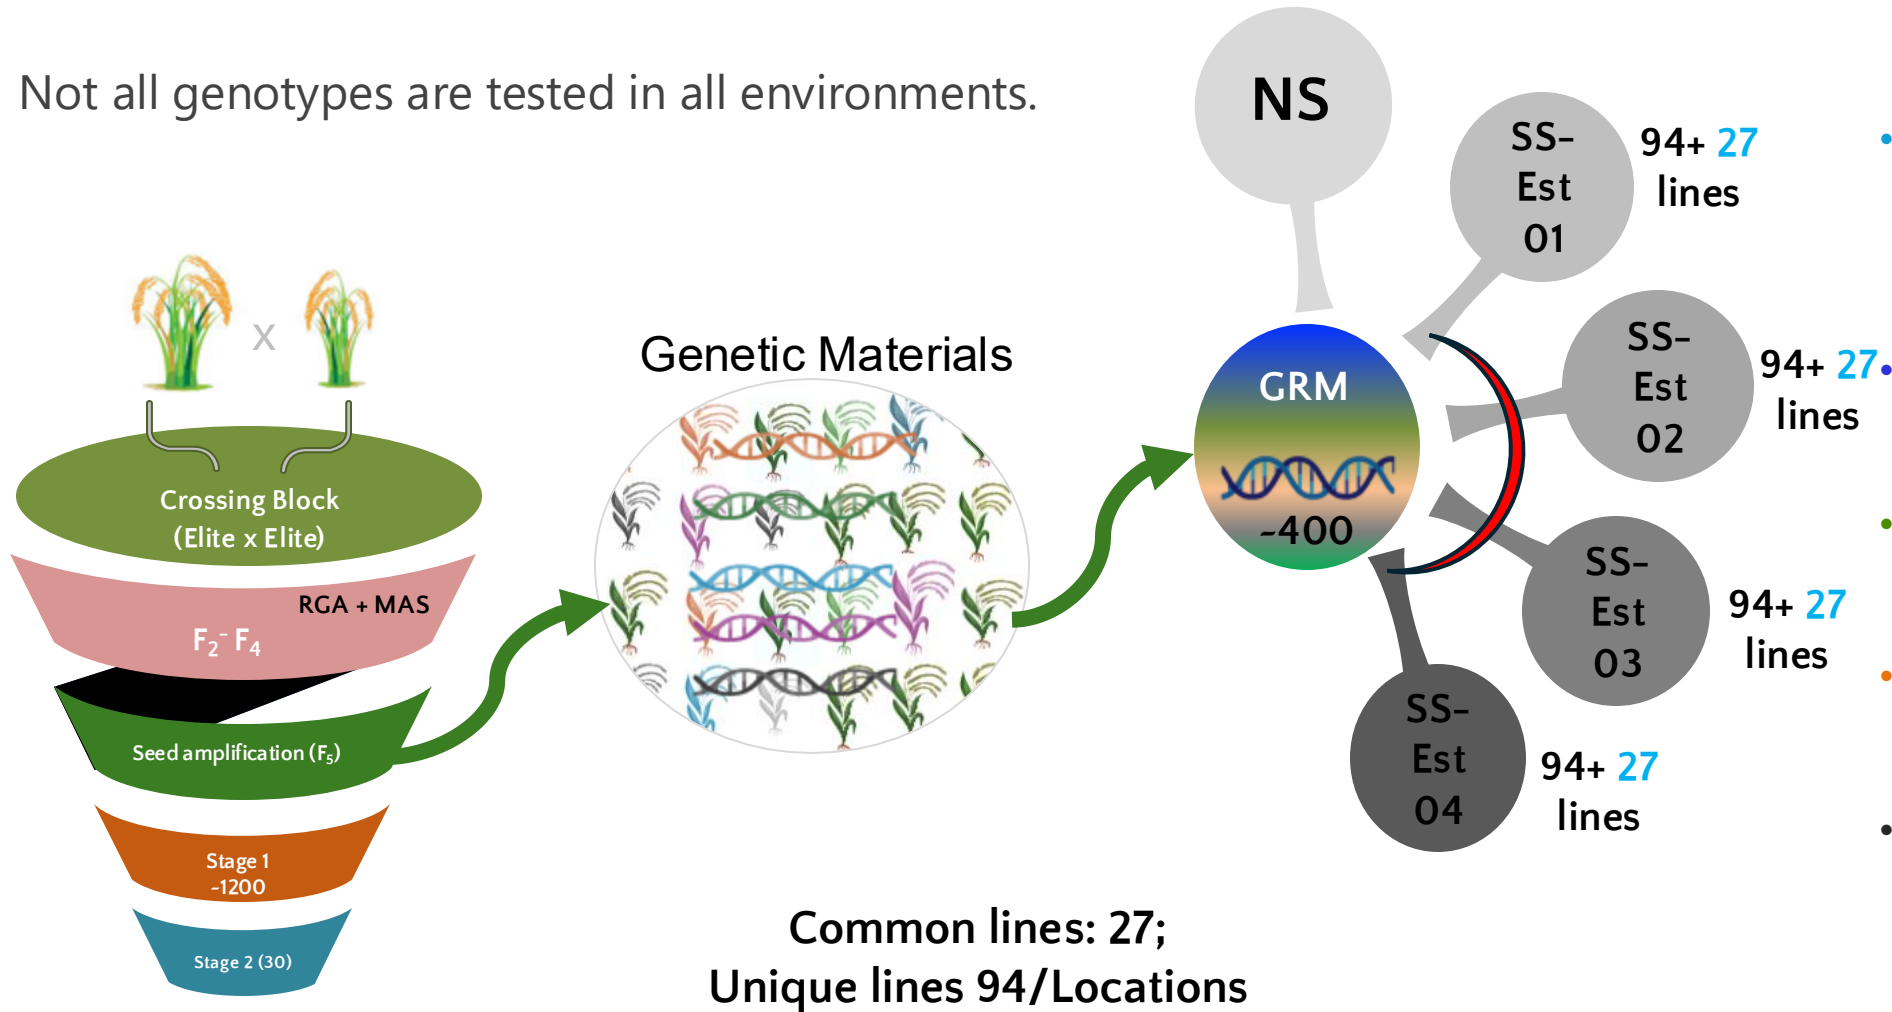 Not all genotypes are tested in all environments.
x
Crossing Block
(Elite x Elite)
RGA + MAS
F₂- F₄
Seed amplification (F₅)
Stage 1
~1200
Stage 2 (30)
Genetic Materials
GRM
~400
NS
SS-
Est
01
94+ 27
lines
SS-
Est
02
94+ 27
lines
SS-
Est
03
94+ 27
lines
SS-
Est
04
94+ 27
lines
Common lines: 27;
Unique lines 94/Locations